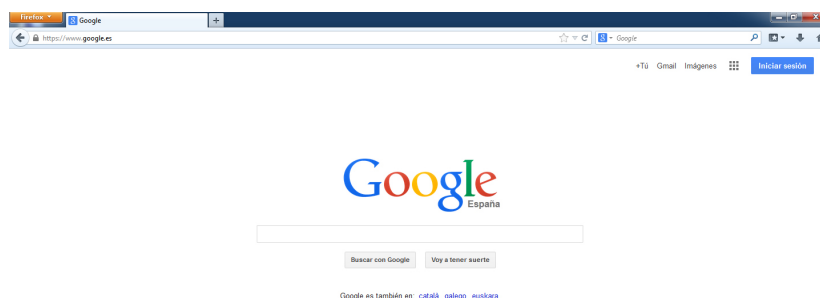 Firefox
Google
https://www.google.es
Google
+Tú Gmail Imágenes
Iniciar sesión
Google
España
Buscar con Google Voy a tener suerte
Google es también en: català galego euskara